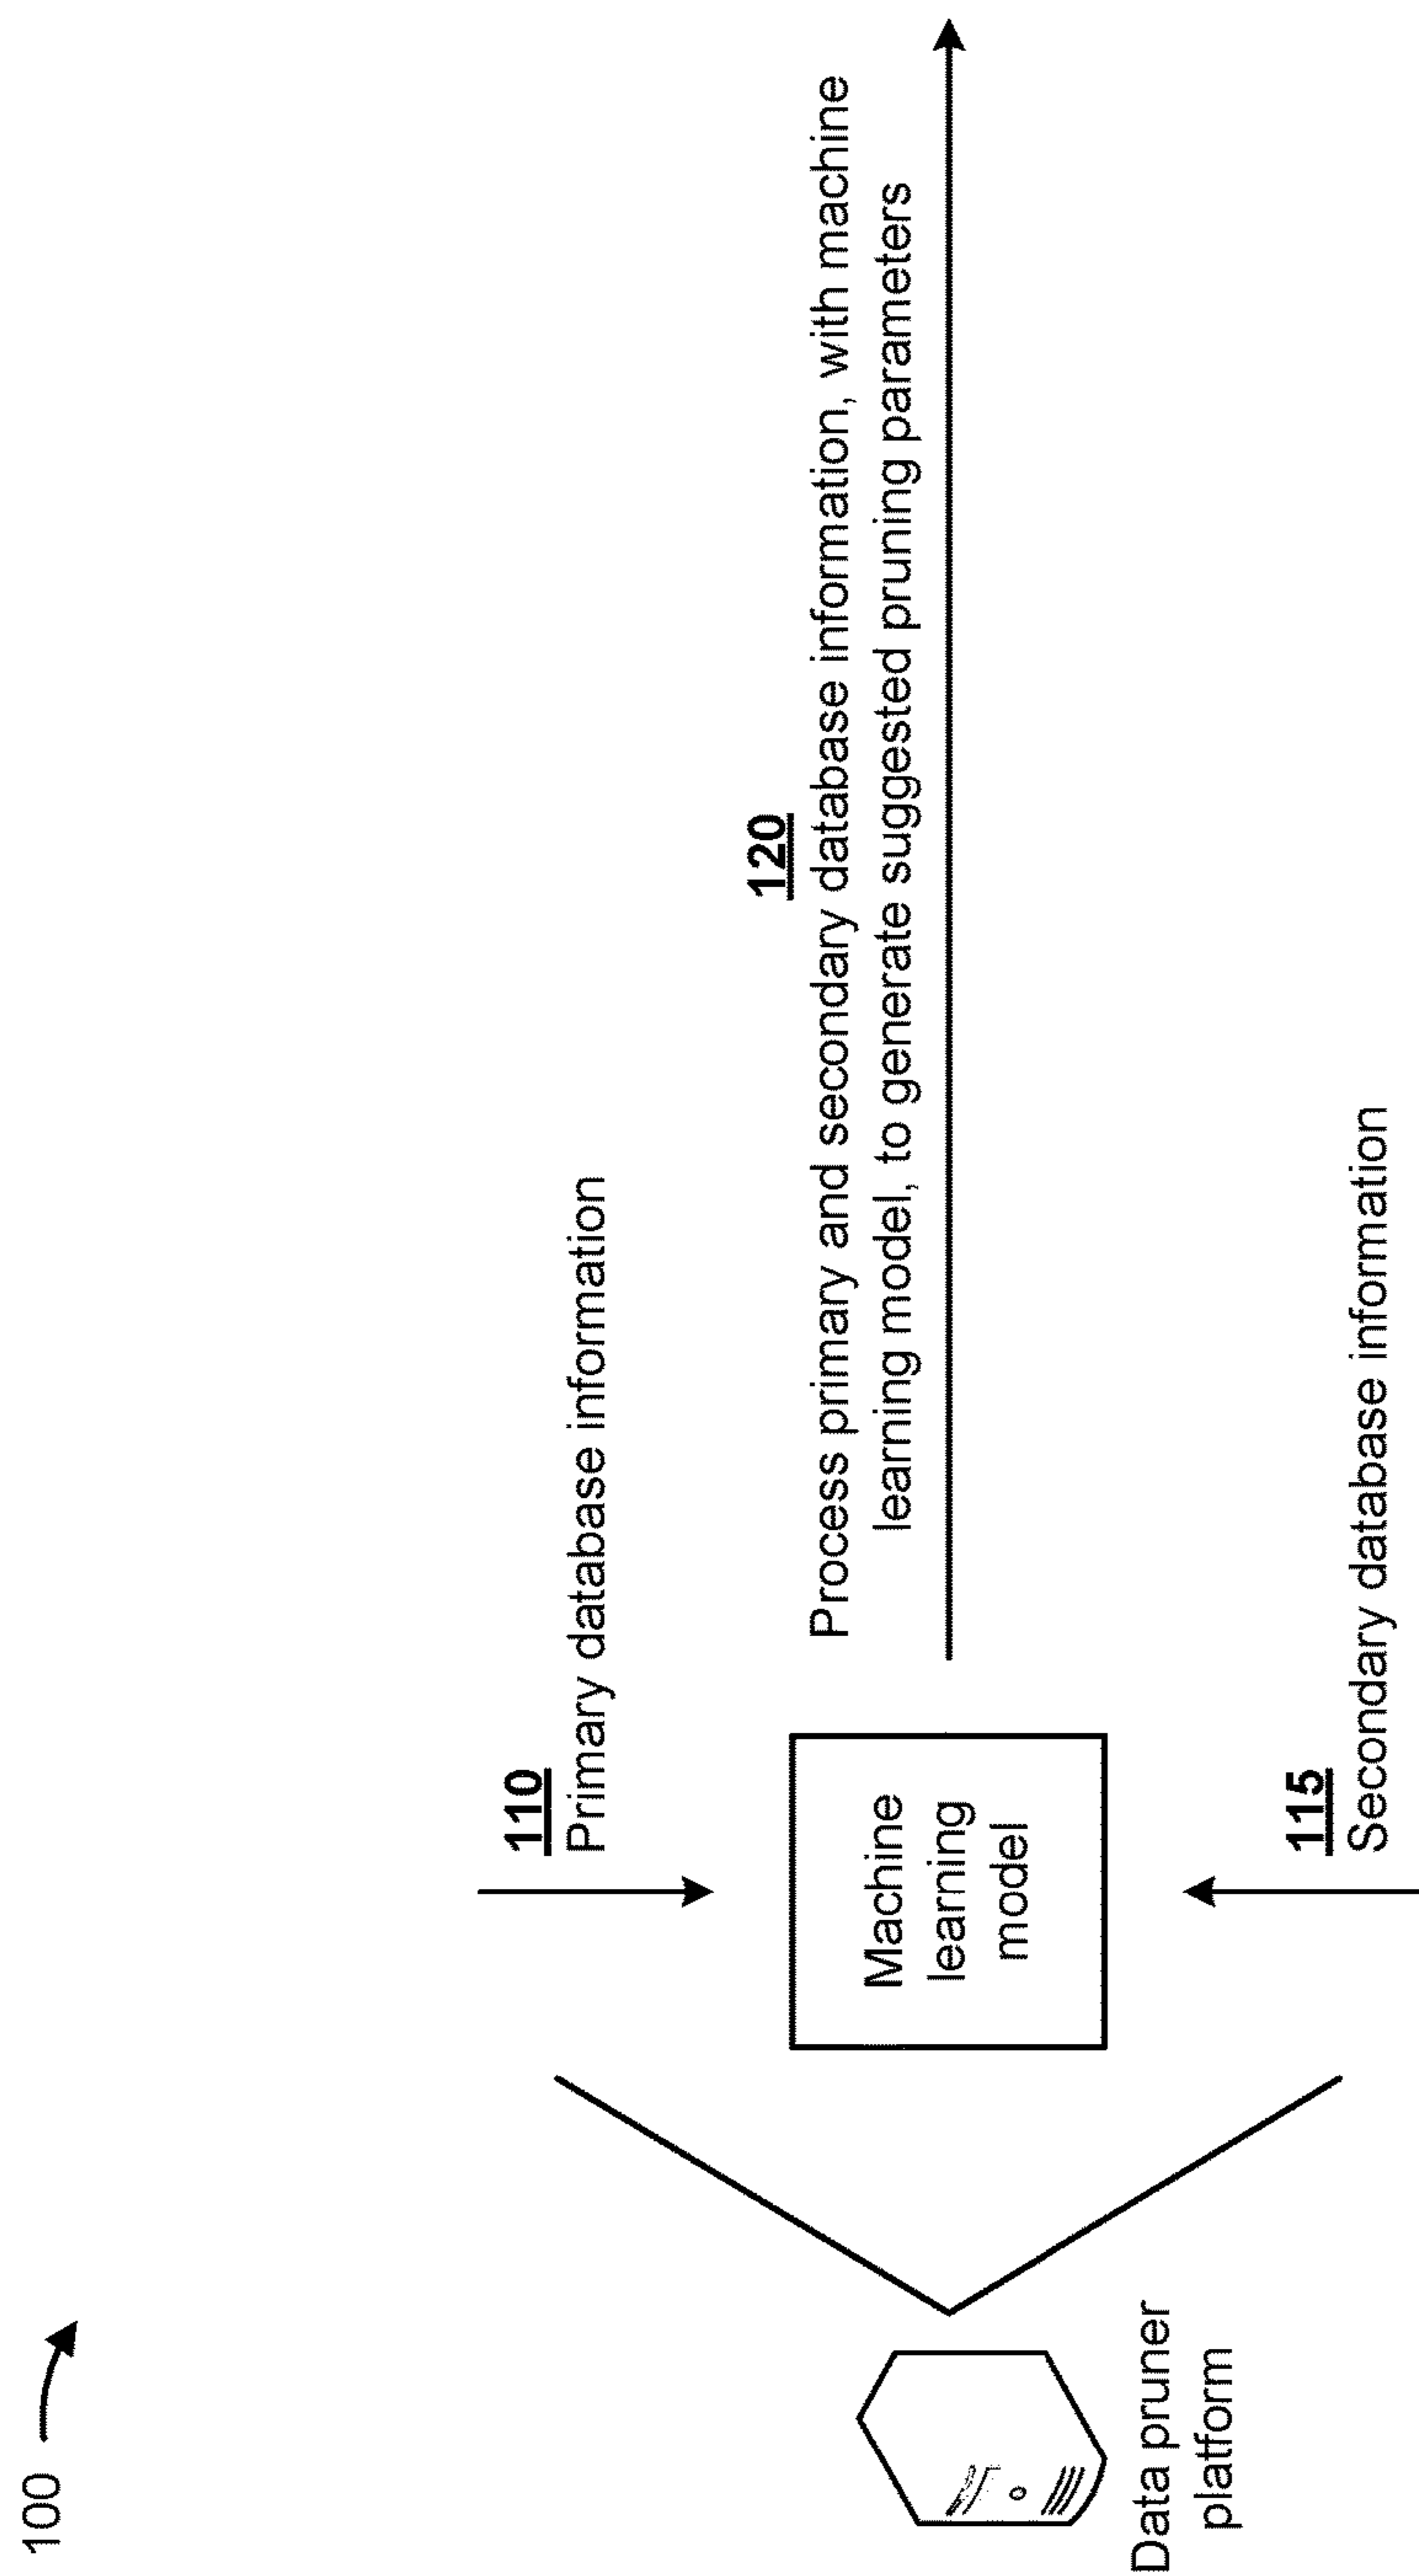 100
110
Primary database information
120
Process primary and secondary database information, with machine
learning model, to generate suggested pruning parameters
Machine
learning
model
115
Secondary database information
Data pruner
platform